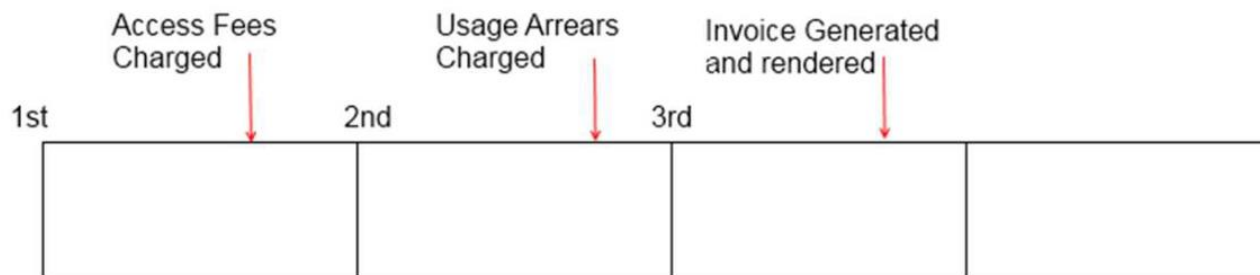 Access Fees
Charged
Usage Arrears
Charged
Invoice Generated
and rendered
1st
2nd
3rd